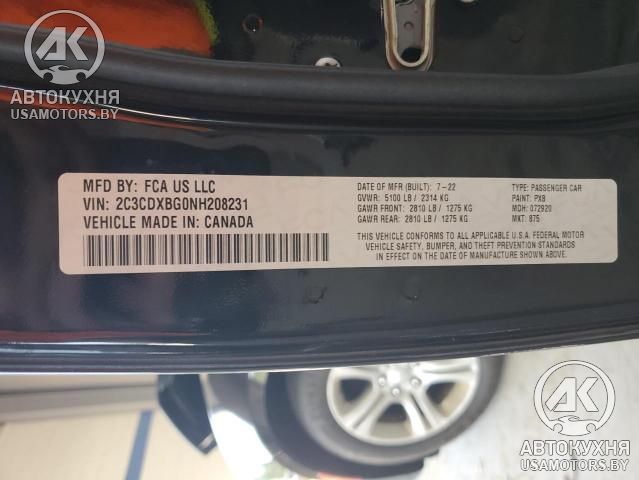 АК
АВТОКУХНЯ
USAMOTORS.BY
MFD BY: FCA US LLC
VIN: 2C3CDXBG0NH208231
VEHICLE MADE IN: CANADA
DATE OF MFR (BUILT): 7-22
GVWR: 5100 LB / 2314 KG
GAWR FRONT: 2810 LB / 1275 KG
GAWR REAR: 2810 LB / 1275 KG
TYPE: PASSENGER CAR
PAINT: PX8
MDH: 072920
MKT: 875
THIS VEHICLE CONFORMS TO ALL APPLICABLE U.S.A. FEDERAL MOTOR
VEHICLE SAFETY, BUMPER, AND THEFT PREVENTION STANDARDS
IN EFFECT ON THE DATE OF MANUFACTURE SHOWN ABOVE.
АК
АВТОКУХНЯ
USAMOTORS.BY